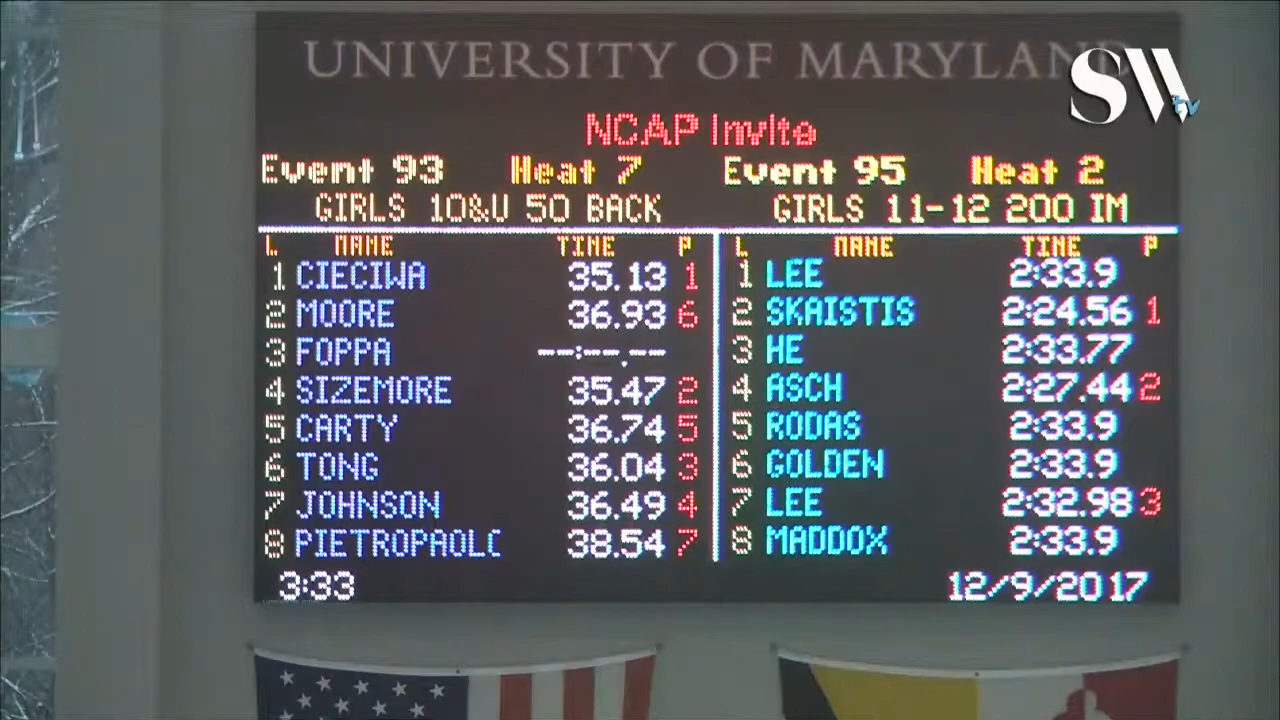 UNIVERSITY OF MARYLAND
SW
tv
NCAP Invite
Event 93 Heat 7 Event 95 Heat 2
GIRLS 10&U 50 BACK GIRLS 11-12 200 IM
L NAME TIME P L NAME TIME P
1 CIECIWA 35.13 1 1 LEE 2:33.9
2 MOORE 36.93 6 2 SKAISTIS 2:24.56 1
3 FOPPA --:--.-- 3 HE 2:33.77
4 SIZEMORE 35.47 2 4 ASCH 2:27.44 2
5 CARTY 36.74 5 5 RODAS 2:33.9
6 TONG 36.04 3 6 GOLDEN 2:33.9
7 JOHNSON 36.49 4 7 LEE 2:32.98 3
8 PIETROPAOLO 38.54 7 8 MADDOX 2:33.9
3:33 12/9/2017